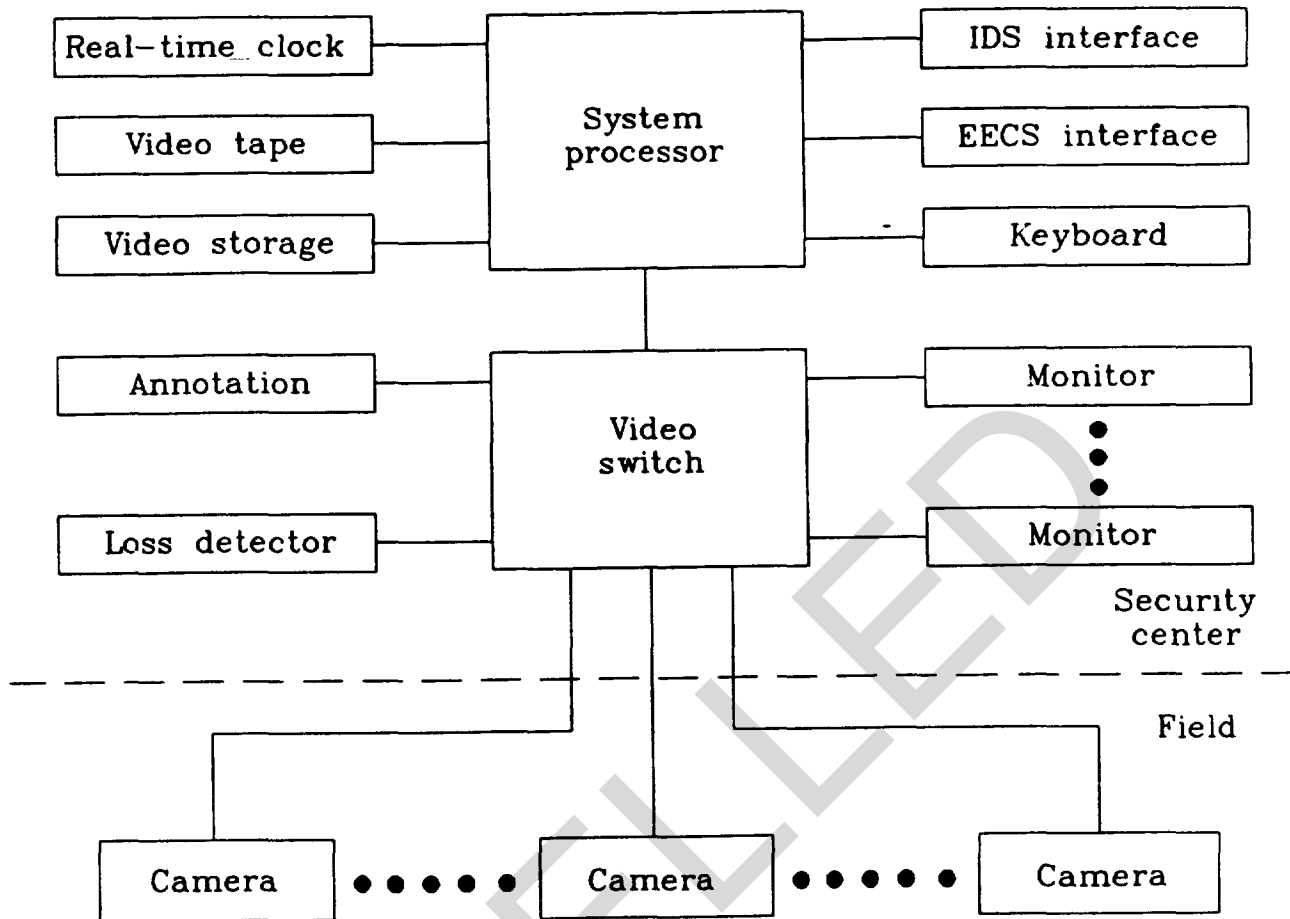 Real-time clock
Video tape
Video storage
System
processor
IDS interface
EECS interface
Keyboard
Annotation
Loss detector
Video
switch
Monitor
Monitor
Security
center
Field
Camera
Camera
Camera
ELLED